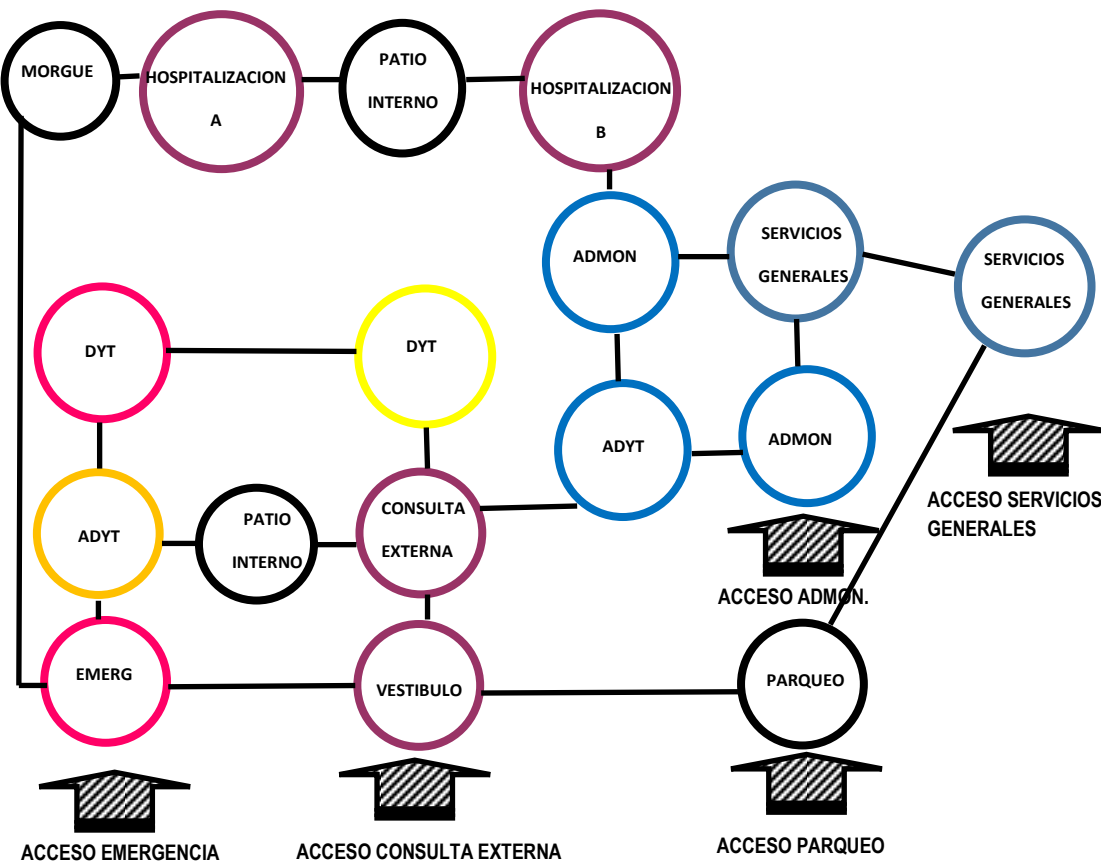 MORGUE
HOSPITALIZACION
A
PATIO
INTERNO
HOSPITALIZACION
B
ADMON
SERVICIOS
GENERALES
SERVICIOS
GENERALES
DYT
DYT
ADYT
ADMON
ADYT
PATIO
INTERNO
CONSULTA
EXTERNA
ACCESO SERVICIOS
GENERALES
ACCESO ADMON.
EMERG
VESTIBULO
PARQUEO
ACCESO EMERGENCIA
ACCESO CONSULTA EXTERNA
ACCESO PARQUEO